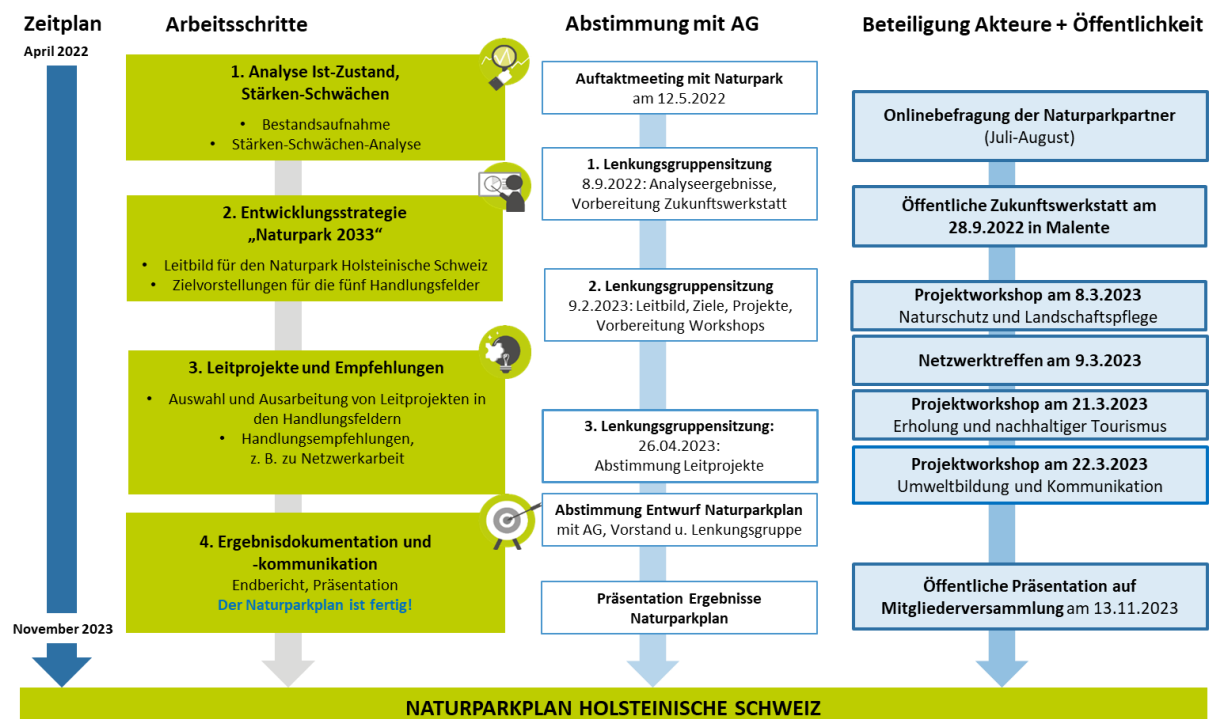 Zeitplan
April 2022
November 2023
Arbeitsschritte
1. Analyse Ist-Zustand,
Stärken-Schwächen
• Bestandsaufnahme
• Stärken-Schwächen-Analyse
2. Entwicklungsstrategie
„Naturpark 2033“
• Leitbild für den Naturpark Holsteinische Schweiz
• Zielvorstellungen für die fünf Handlungsfelder
3. Leitprojekte und Empfehlungen
• Auswahl und Ausarbeitung von Leitprojekten in
den Handlungsfeldern
• Handlungsempfehlungen,
z. B. zu Netzwerkarbeit
4. Ergebnisdokumentation und
-kommunikation
Endbericht, Präsentation
Der Naturparkplan ist fertig!
Abstimmung mit AG
Auftaktmeeting mit Naturpark
am 12.5.2022
1. Lenkungsgruppensitzung
8.9.2022: Analyseergebnisse,
Vorbereitung Zukunftswerkstatt
2. Lenkungsgruppensitzung
9.2.2023: Leitbild, Ziele, Projekte,
Vorbereitung Workshops
3. Lenkungsgruppensitzung:
26.04.2023:
Abstimmung Leitprojekte
Abstimmung Entwurf Naturparkplan
mit AG, Vorstand u. Lenkungsgruppe
Präsentation Ergebnisse
Naturparkplan
Beteiligung Akteure + Öffentlichkeit
Onlinebefragung der Naturparkpartner
(Juli-August)
Öffentliche Zukunftswerkstatt am
28.9.2022 in Malente
Projektworkshop am 8.3.2023
Naturschutz und Landschaftspflege
Netzwerktreffen am 9.3.2023
Projektworkshop am 21.3.2023
Erholung und nachhaltiger Tourismus
Projektworkshop am 22.3.2023
Umweltbildung und Kommunikation
Öffentliche Präsentation auf
Mitgliederversammlung am 13.11.2023
NATURPARKPLAN HOLSTEINISCHE SCHWEIZ